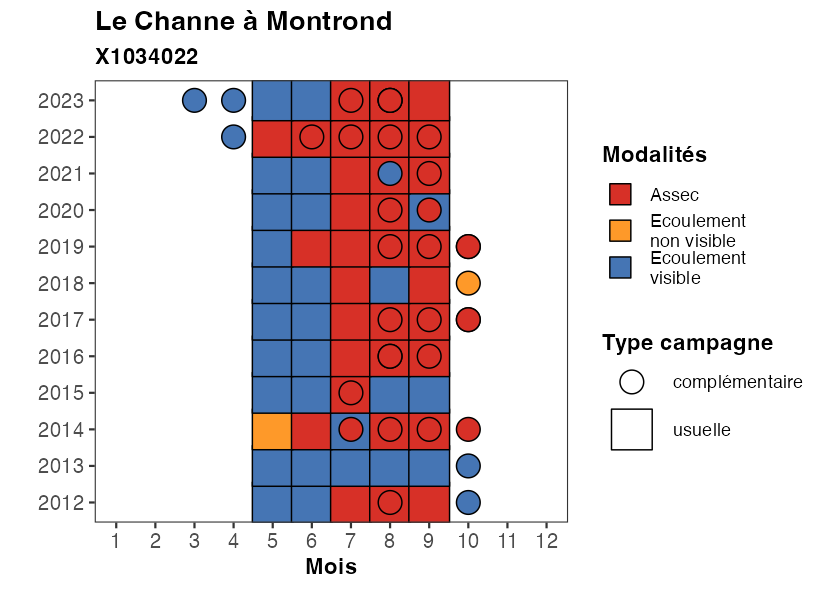 Le Channe à Montrond
X1034022
2023
2022
2021
2020
2019
2018
2017
2016
2015
2014
2013
2012
1 2 3 4 5 6 7 8 9 10 11 12
Mois
Modalités
Assec
Ecoulement
non visible
Ecoulement
visible
Type campagne
complémentaire
usuelle